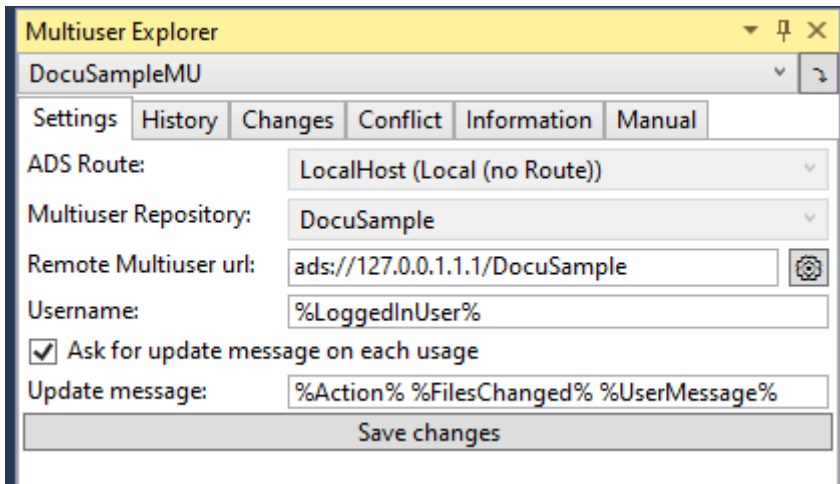 Multiuser Explorer
DocuSampleMU
Settings History Changes Conflict Information Manual
ADS Route: LocalHost (Local (no Route))
Multiuser Repository: DocuSample
Remote Multiuser url: ads://127.0.0.1.1.1/DocuSample
Username: %LoggedInUser%
Ask for update message on each usage
Update message: %Action% %FilesChanged% %UserMessage%
Save changes